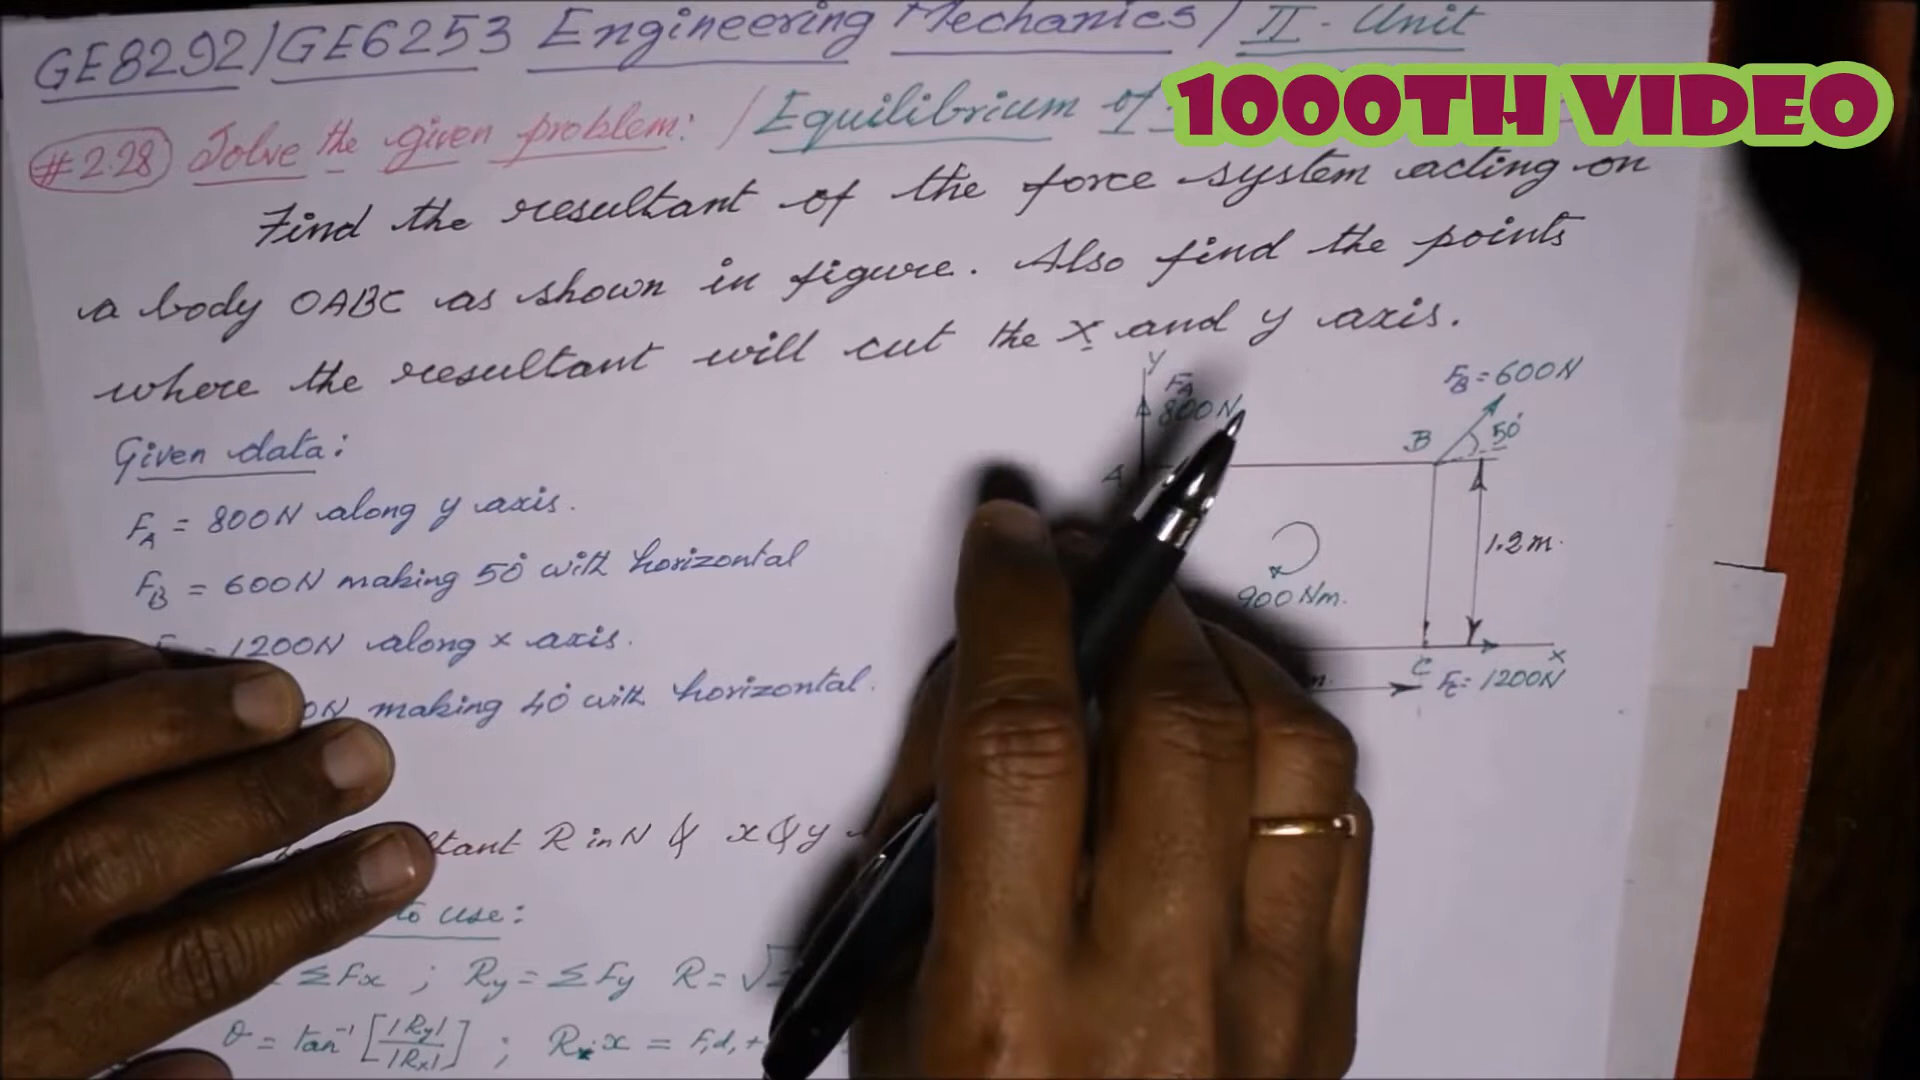 GE8292/GE6253 Engineering Mechanics/ II - Unit
1000TH VIDEO
#2.28 Solve the given problem: / Equilibrium of
Find the resultant of the force system acting on
a body OABC as shown in figure. Also find the points
where the resultant will cut the X and y axis.
Given data:
FA = 800N along y axis.
FB = 600N making 50° with horizontal
= 1200N along x axis.
making 40° with horizontal.
R in N & x & y
to use:
ΣFx ; Ry = ΣFy R = √
θ = tan⁻¹ [|Ry|/|Rx|] ; R x x = F,d, +
Y
FA
800N
FB = 600N
B
50°
A
1.2m.
900 Nm.
x
C
Fc = 1200N
m.